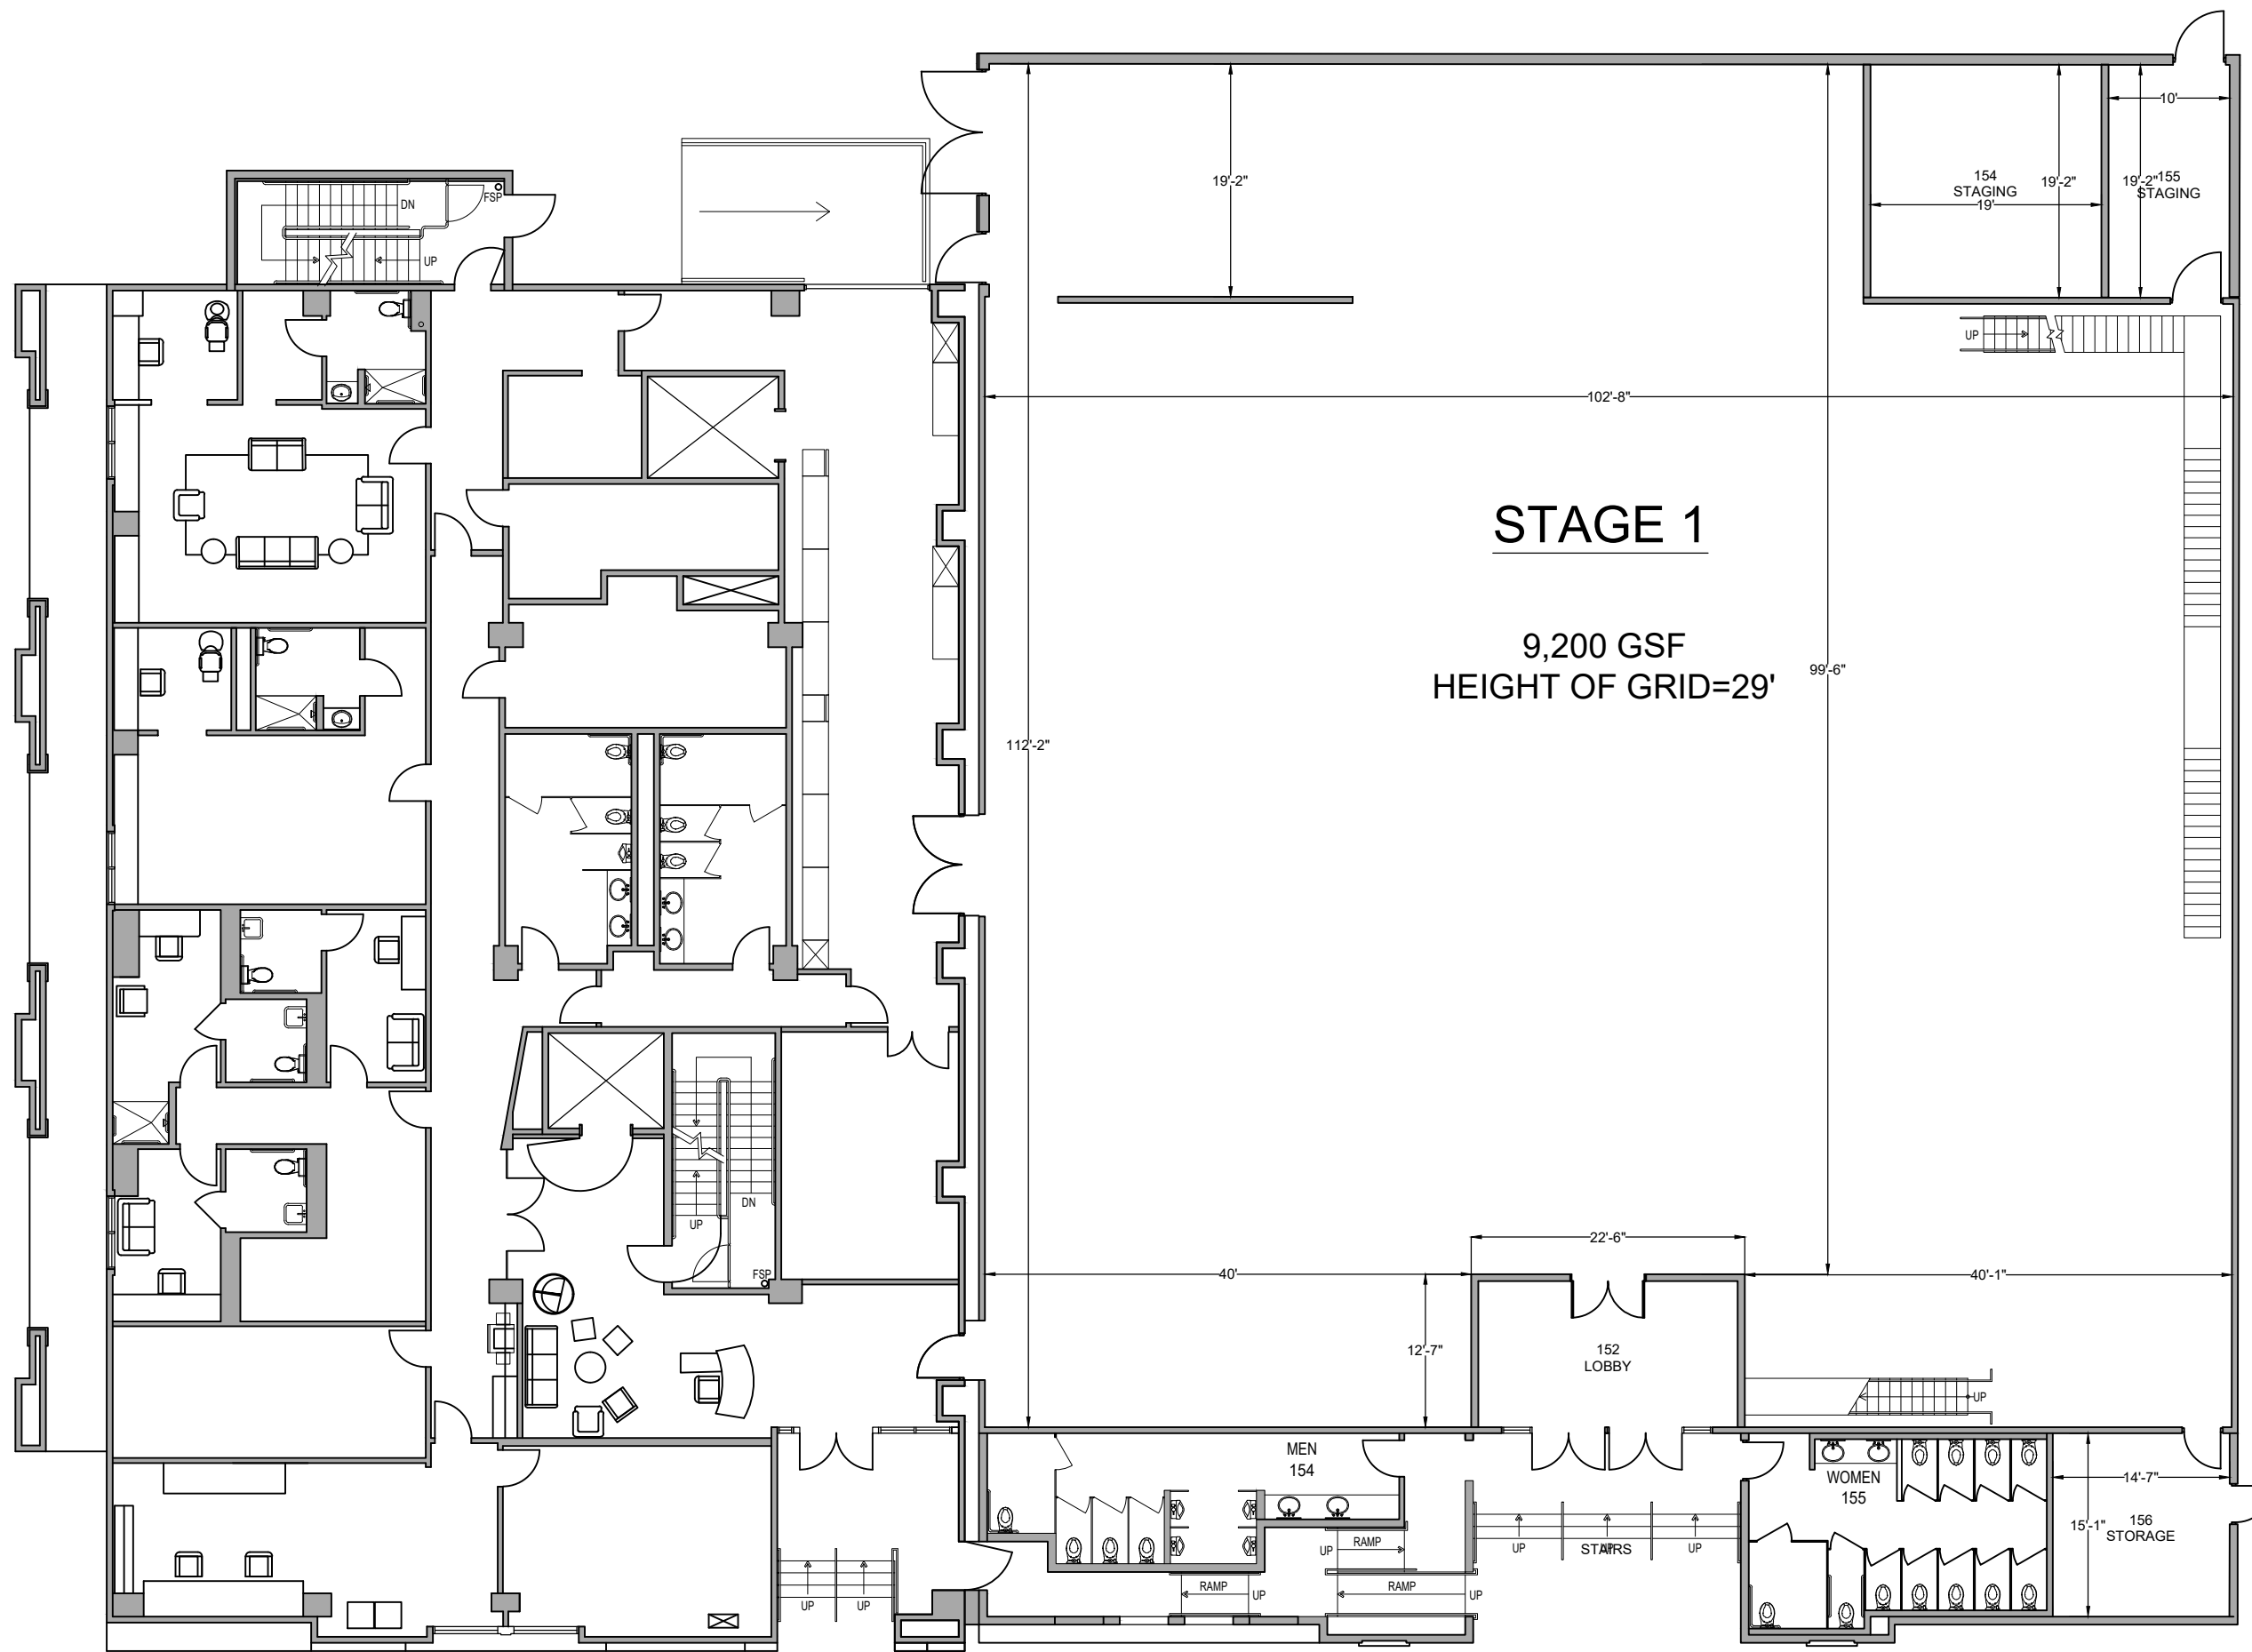 10'
19'-2"
154
STAGING
19'
19'-2"
19'-2"
155
STAGING
DN
FSP
UP
UP
102'-8"
STAGE 1
9,200 GSF
HEIGHT OF GRID=29'
99'-6"
112'-2"
DN
UP
FSP
22'-6"
40'
40'-1"
12'-7"
152
LOBBY
UP
MEN
154
WOMEN
155
14'-7"
15'-1"
156
STORAGE
UP
RAMP
UP
UP
UP
STAIRS
RAMP
UP
RAMP
UP
UP
UP